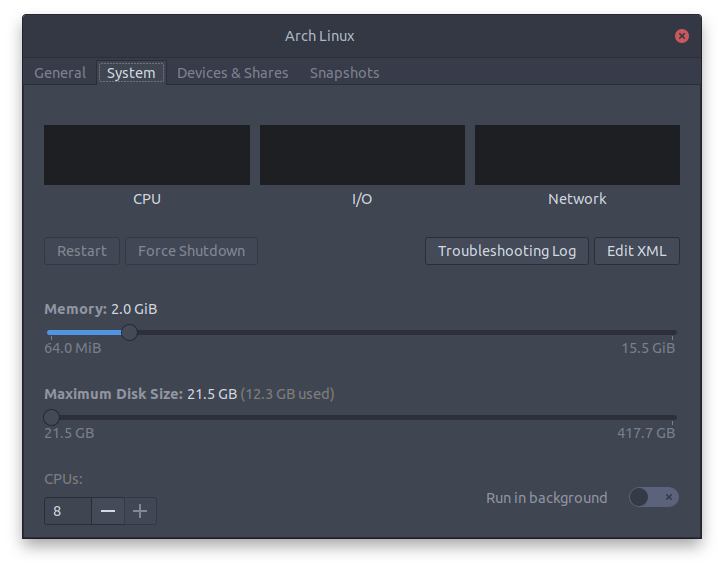 Arch Linux
General System Devices & Shares Snapshots
CPU I/O Network
Restart Force Shutdown Troubleshooting Log Edit XML
Memory: 2.0 GiB
64.0 MiB 15.5 GiB
Maximum Disk Size: 21.5 GB (12.3 GB used)
21.5 GB 417.7 GB
CPUs:
8 Run in background